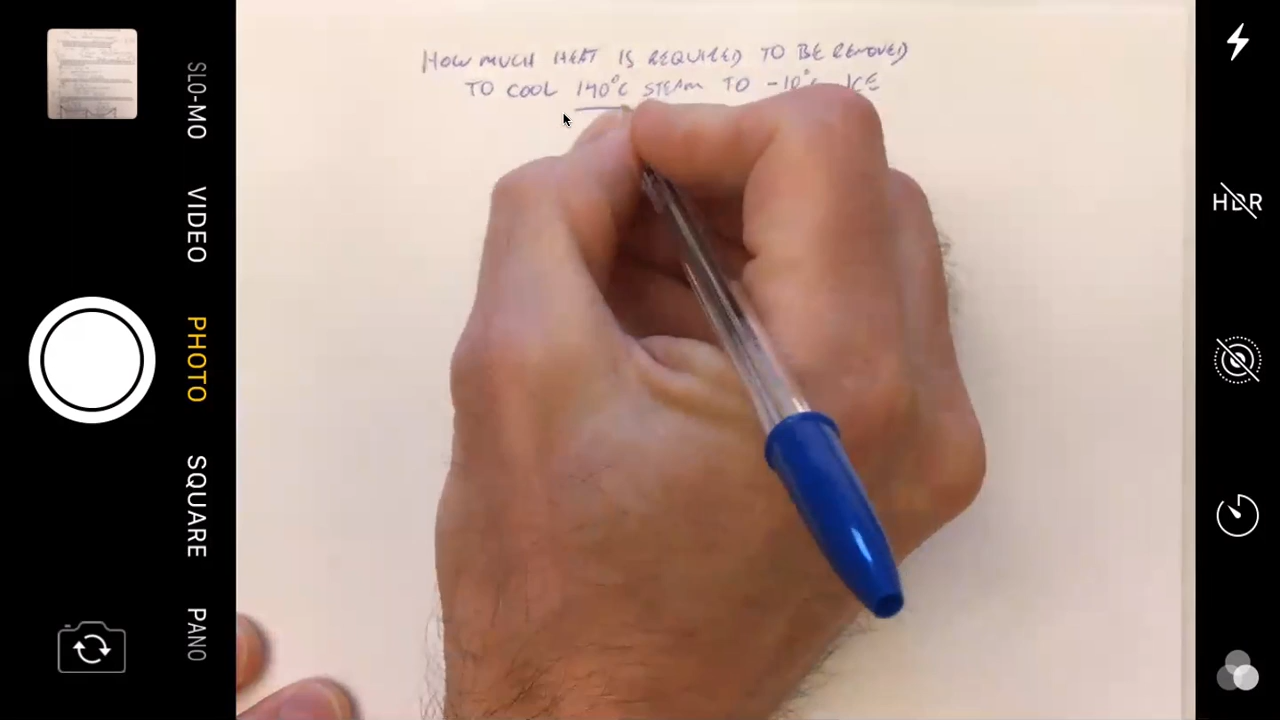 HOW MUCH HEAT IS REQUIRED TO BE REMOVED
TO COOL 140°C STEAM TO -10°C ICE
SLO-MO
VIDEO
PHOTO
SQUARE
PANO
HDR